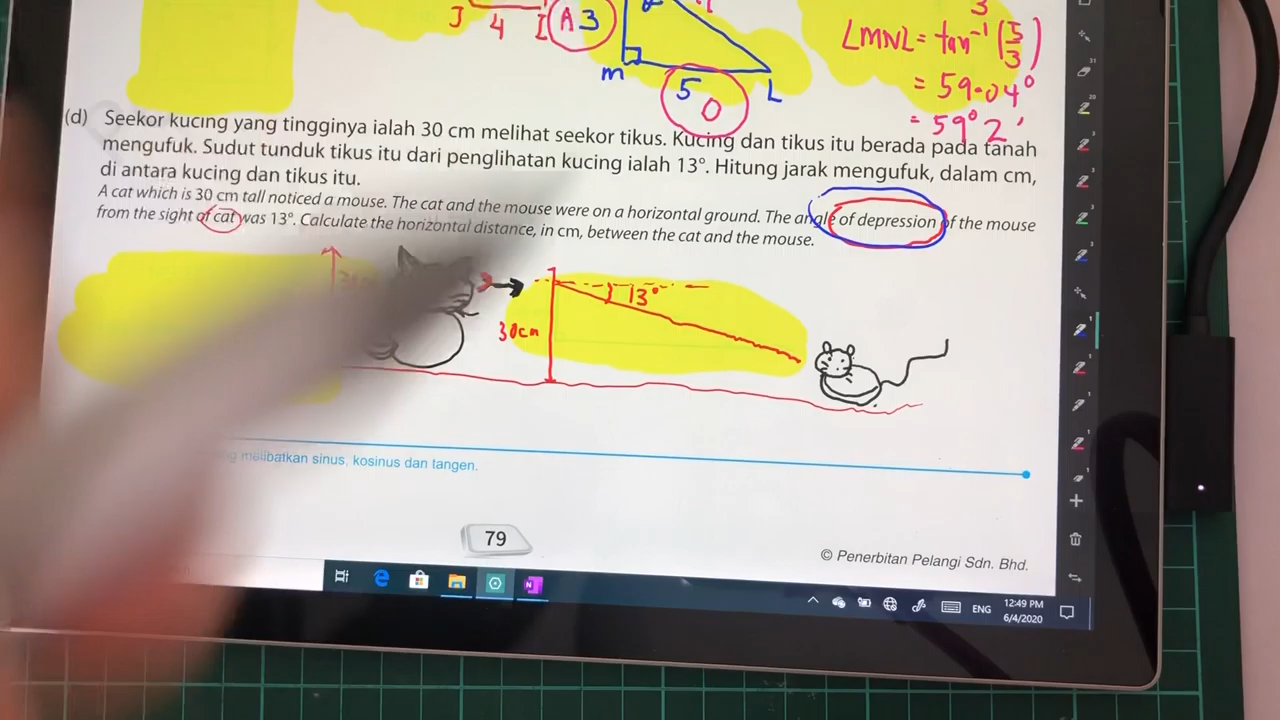 3
J 4 I A 3
∠MNL = tan⁻¹ (5/3)
m 5 L
O
= 59.04°
= 59° 2'
(d) Seekor kucing yang tingginya ialah 30 cm melihat seekor tikus. Kucing dan tikus itu berada pada tanah
mengufuk. Sudut tunduk tikus itu dari penglihatan kucing ialah 13°. Hitung jarak mengufuk, dalam cm,
di antara kucing dan tikus itu.
A cat which is 30 cm tall noticed a mouse. The cat and the mouse were on a horizontal ground. The angle of depression of the mouse
from the sight of cat was 13°. Calculate the horizontal distance, in cm, between the cat and the mouse.
13°
30cm
melibatkan sinus, kosinus dan tangen.
79
© Penerbitan Pelangi Sdn. Bhd.
ENG
12:49 PM
6/4/2020